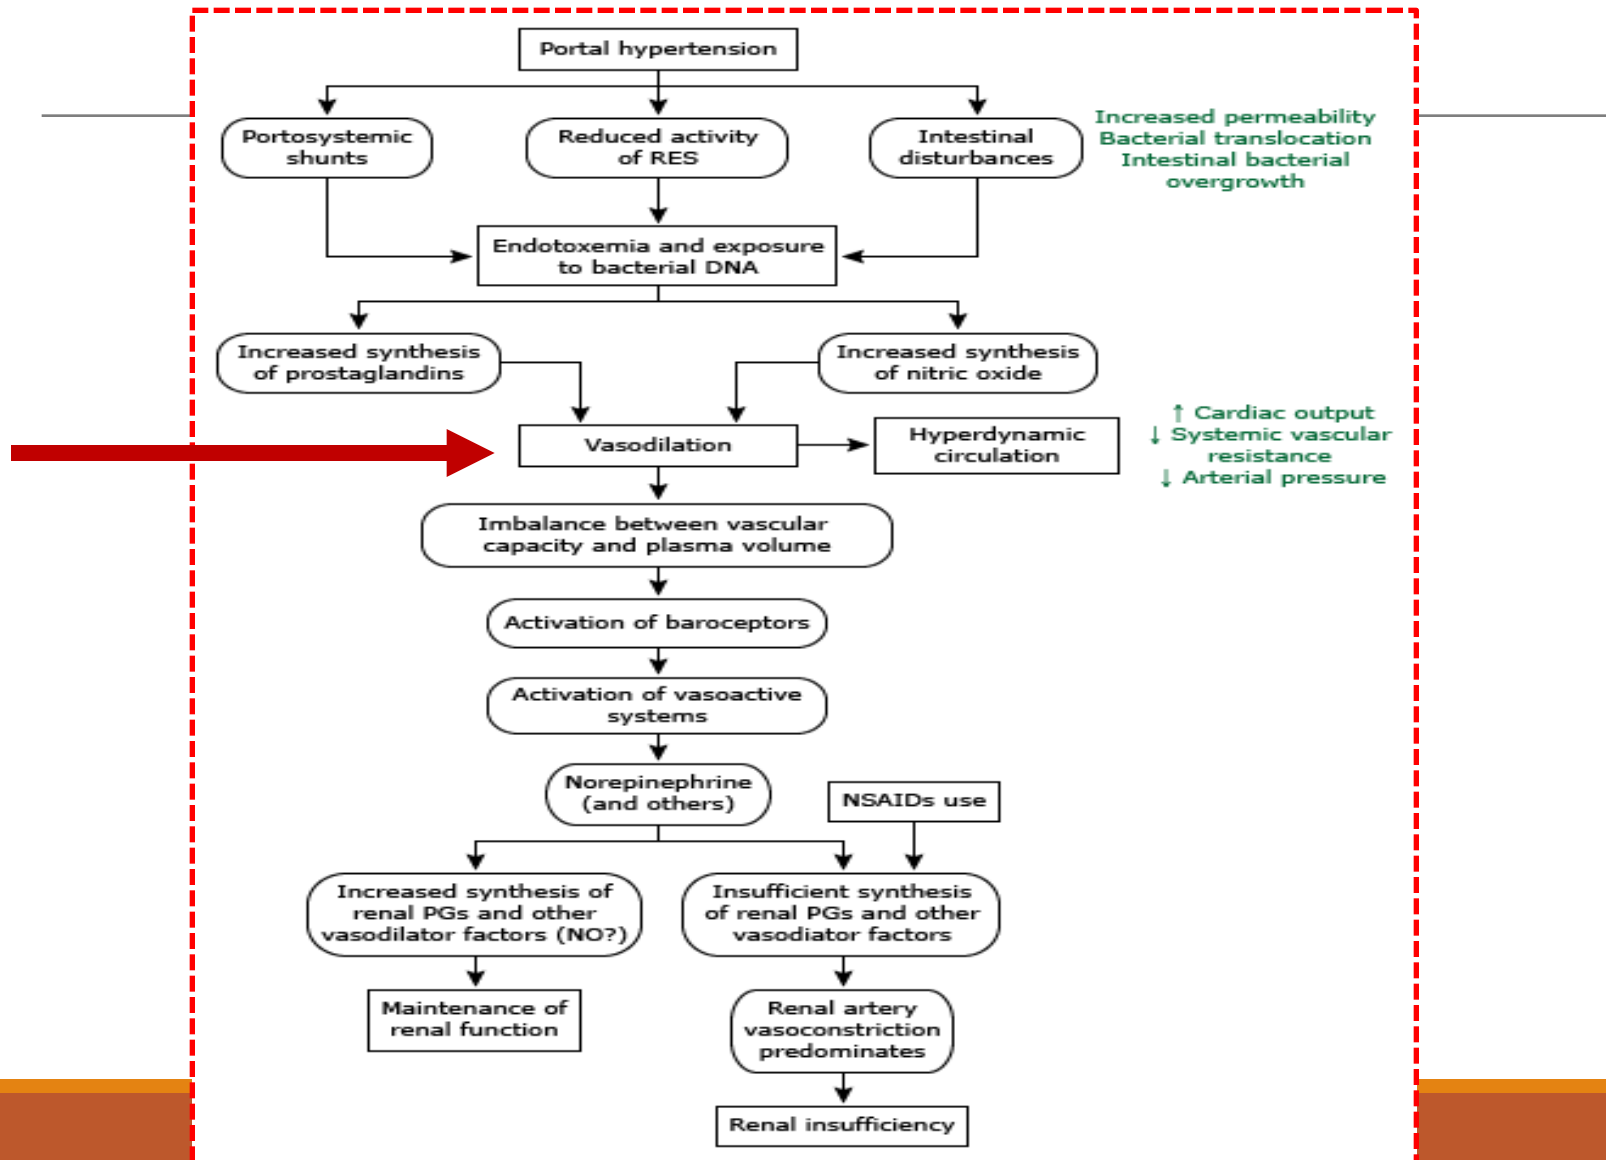 Portal hypertension
Portosystemic
shunts
Reduced activity
of RES
Intestinal
disturbances
Increased permeability
Bacterial translocation
Intestinal bacterial
overgrowth
Endotoxemia and exposure
to bacterial DNA
Increased synthesis
of prostaglandins
Increased synthesis
of nitric oxide
Vasodilation
Hyperdynamic
circulation
↑ Cardiac output
↓ Systemic vascular
resistance
↓ Arterial pressure
Imbalance between vascular
capacity and plasma volume
Activation of baroceptors
Activation of vasoactive
systems
Norepinephrine
(and others)
NSAIDs use
Increased synthesis of
renal PGs and other
vasodilator factors (NO?)
Insufficient synthesis
of renal PGs and other
vasodiator factors
Maintenance of
renal function
Renal artery
vasoconstriction
predominates
Renal insufficiency